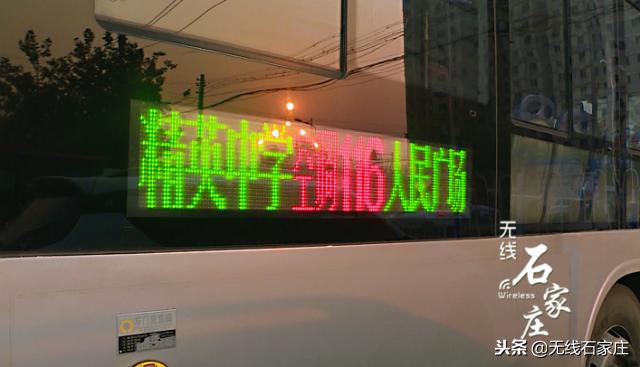 精英中学空调116人民广场
无线
石家庄
Wireless
头条@无线石家庄